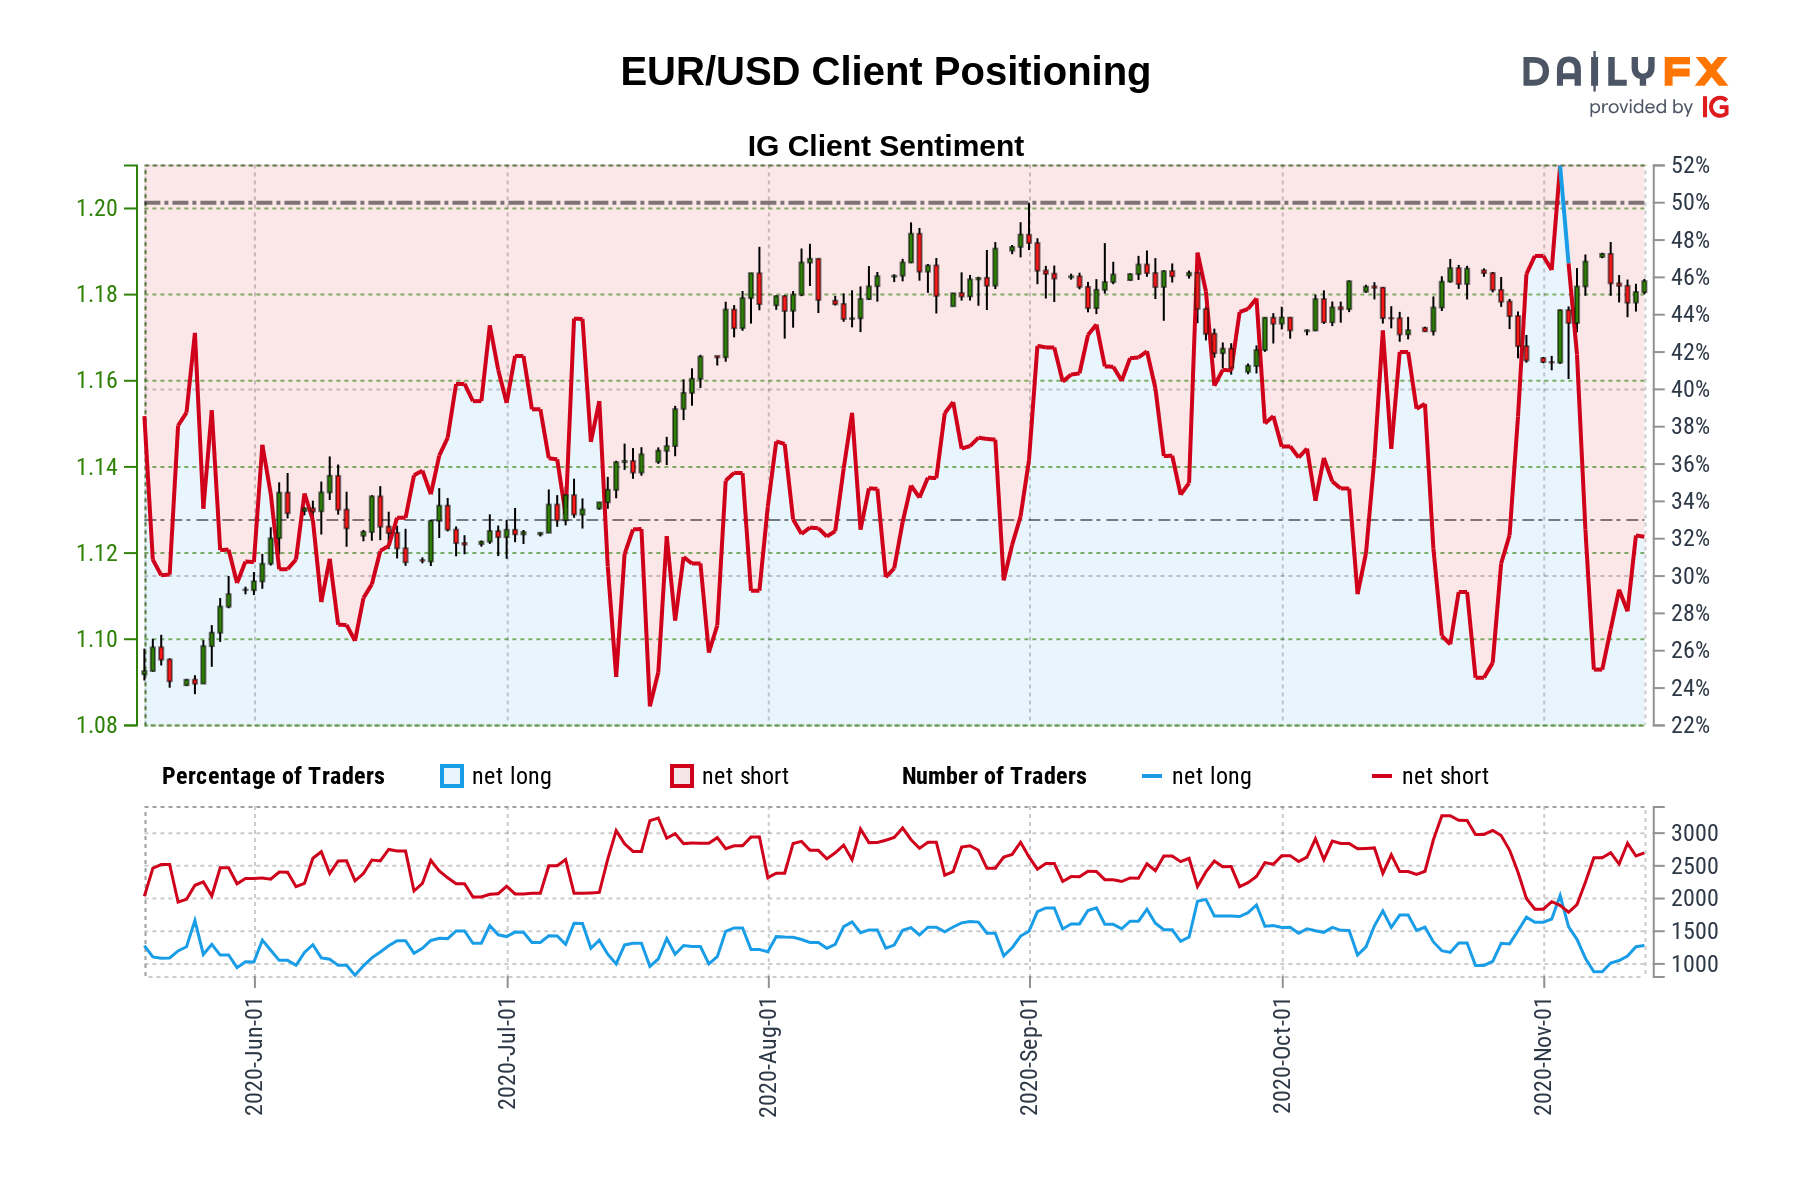 EUR/USD Client Positioning
DAILYFX
provided by IG
IG Client Sentiment
1.20
1.18
1.16
1.14
1.12
1.10
1.08
52%
50%
48%
46%
44%
42%
40%
38%
36%
34%
32%
30%
28%
26%
24%
22%
Percentage of Traders net long net short Number of Traders net long net short
3000
2500
2000
1500
1000
2020-Jun-01
2020-Jul-01
2020-Aug-01
2020-Sep-01
2020-Oct-01
2020-Nov-01